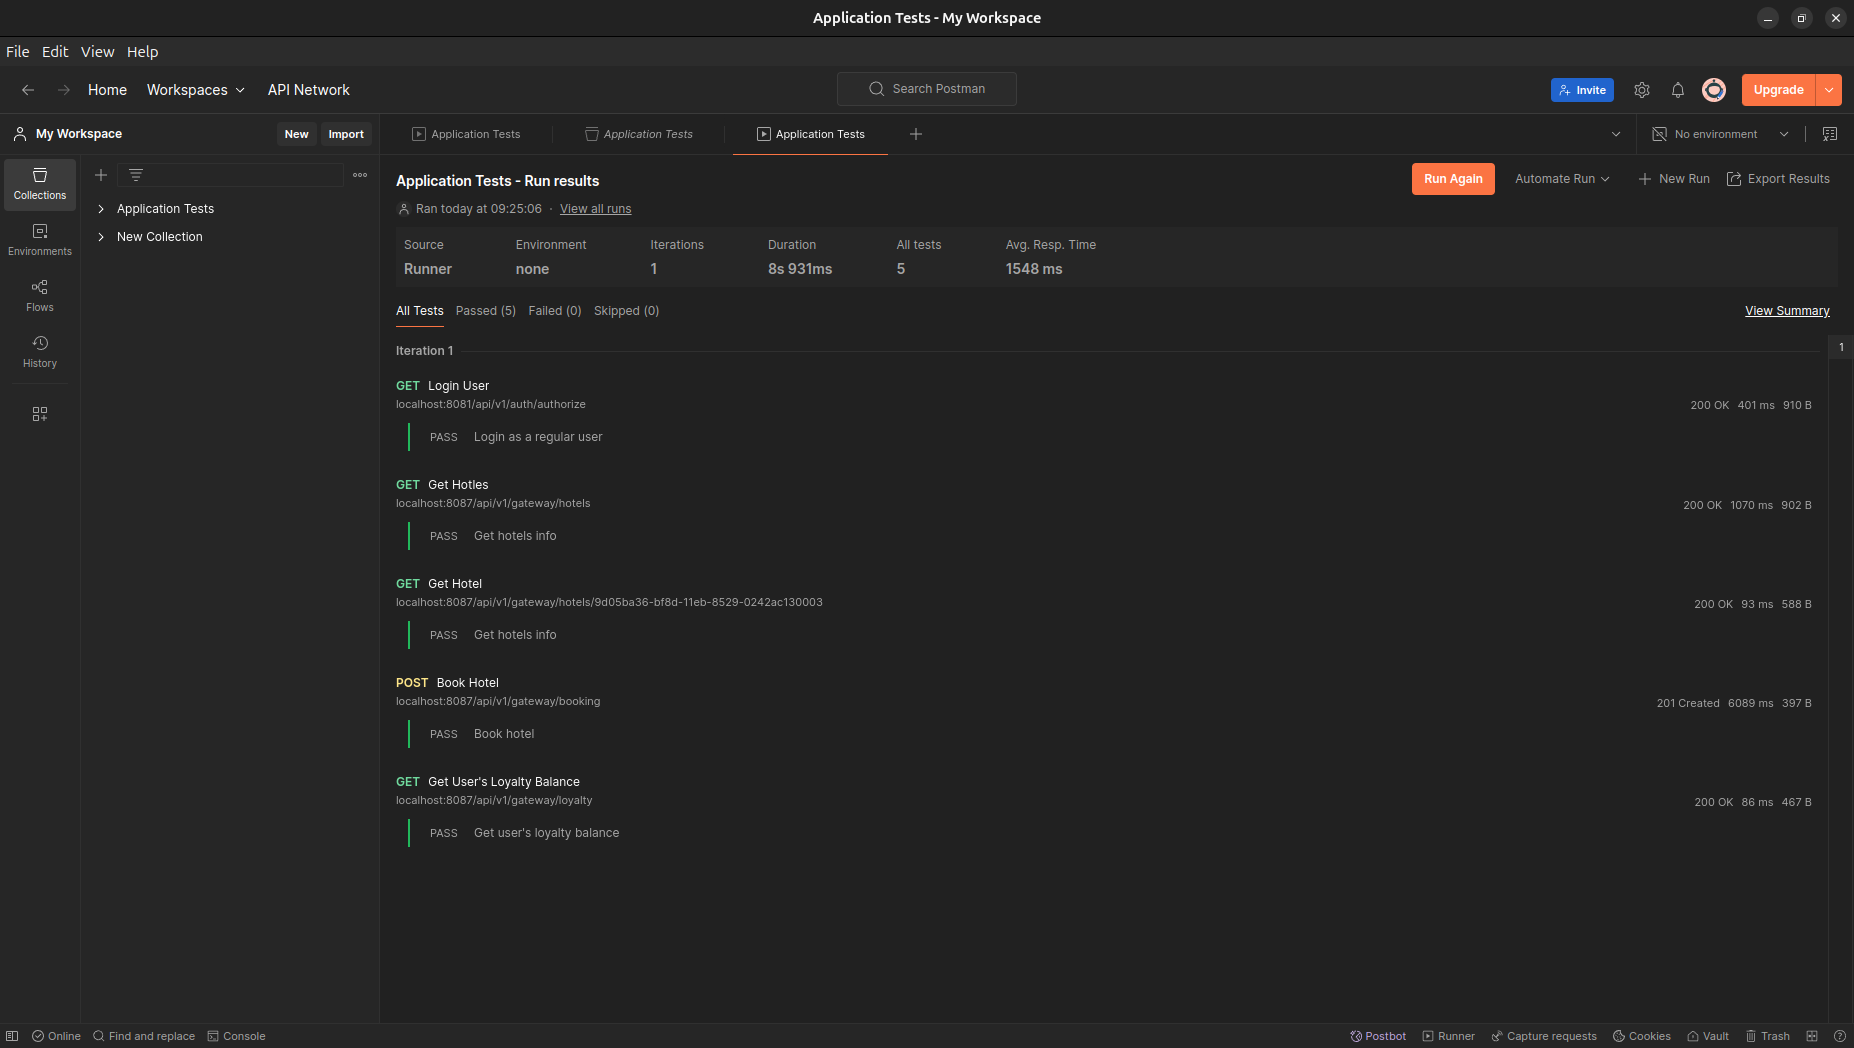 Application Tests - My Workspace
File Edit View Help
Home Workspaces API Network Search Postman Invite Upgrade
My Workspace New Import Application Tests Application Tests Application Tests No environment
Collections
Environments
Flows
History
Application Tests
New Collection
Application Tests - Run results Run Again Automate Run New Run Export Results
Ran today at 09:25:06 · View all runs
Source Environment Iterations Duration All tests Avg. Resp. Time
Runner none 1 8s 931ms 5 1548 ms
All Tests Passed (5) Failed (0) Skipped (0) View Summary
Iteration 1 1
GET Login User
localhost:8081/api/v1/auth/authorize 200 OK 401 ms 910 B
PASS Login as a regular user
GET Get Hotles
localhost:8087/api/v1/gateway/hotels 200 OK 1070 ms 902 B
PASS Get hotels info
GET Get Hotel
localhost:8087/api/v1/gateway/hotels/9d05ba36-bf8d-11eb-8529-0242ac130003 200 OK 93 ms 588 B
PASS Get hotels info
POST Book Hotel
localhost:8087/api/v1/gateway/booking 201 Created 6089 ms 397 B
PASS Book hotel
GET Get User's Loyalty Balance
localhost:8087/api/v1/gateway/loyalty 200 OK 86 ms 467 B
PASS Get user's loyalty balance
Online Find and replace Console Postbot Runner Capture requests Cookies Vault Trash